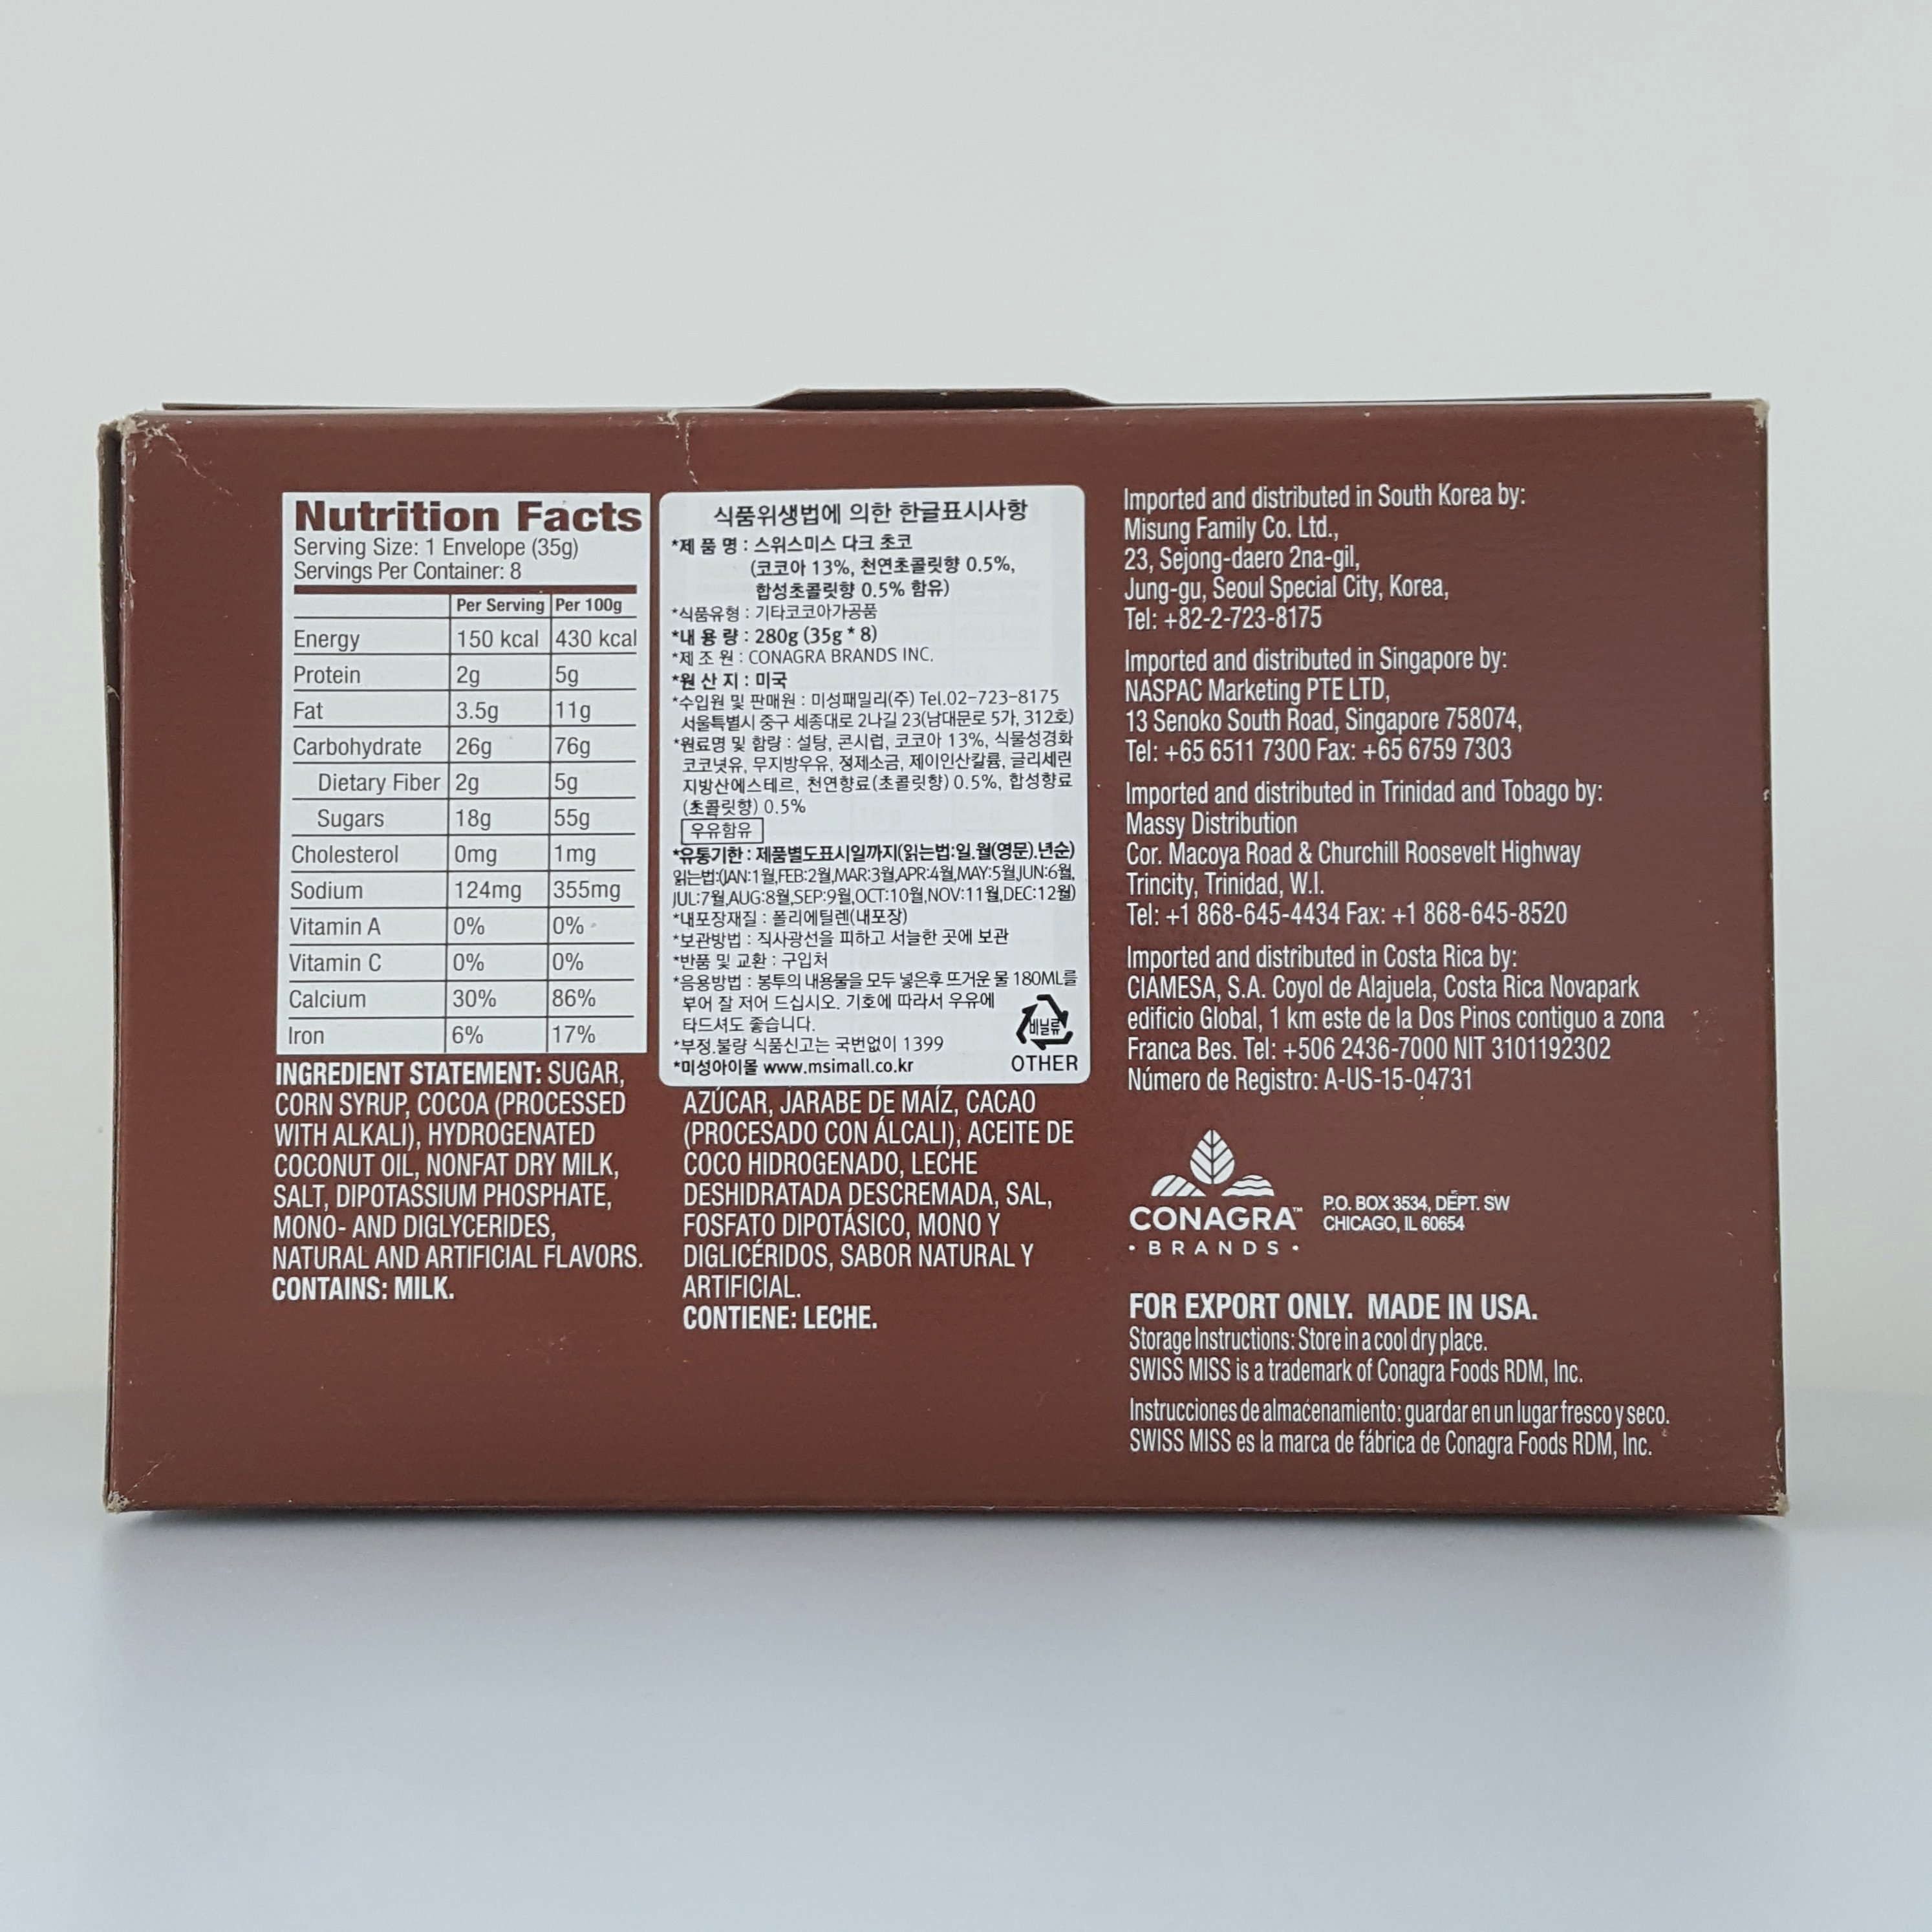 Nutrition Facts
Serving Size: 1 Envelope (35g)
Servings Per Container: 8
Per Serving Per 100g
Energy 150 kcal 430 kcal
Protein 2g 5g
Fat 3.5g 11g
Carbohydrate 26g 76g
Dietary Fiber 2g 5g
Sugars 18g 55g
Cholesterol 0mg 1mg
Sodium 124mg 355mg
Vitamin A 0% 0%
Vitamin C 0% 0%
Calcium 30% 86%
Iron 6% 17%
INGREDIENT STATEMENT: SUGAR,
CORN SYRUP, COCOA (PROCESSED
WITH ALKALI), HYDROGENATED
COCONUT OIL, NONFAT DRY MILK,
SALT, DIPOTASSIUM PHOSPHATE,
MONO- AND DIGLYCERIDES,
NATURAL AND ARTIFICIAL FLAVORS.
CONTAINS: MILK.
식품위생법에 의한 한글표시사항
*제 품 명 : 스위스미스 다크 초코
(코코아 13%, 천연초콜릿향 0.5%,
합성초콜릿향 0.5% 함유)
*식품유형 : 기타코코아가공품
*내 용 량 : 280g (35g * 8)
*제 조 원 : CONAGRA BRANDS INC.
*원 산 지 : 미국
*수입원 및 판매원 : 미성패밀리(주) Tel.02-723-8175
서울특별시 중구 세종대로 2나길 23(남대문로 5가, 312호)
*원료명 및 함량 : 설탕, 콘시럽, 코코아 13%, 식물성경화
코코넛유, 무지방우유, 정제소금, 제이인산칼륨, 글리세린
지방산에스테르, 천연향료(초콜릿향) 0.5%, 합성향료
(초콜릿향) 0.5%
우유함유
*유통기한 : 제품별도표시일까지(읽는법:일.월(영문).년순)
읽는법:(JAN:1월,FEB:2월,MAR:3월,APR:4월,MAY:5월,JUN:6월,
JUL:7월,AUG:8월,SEP:9월,OCT:10월,NOV:11월,DEC:12월)
*내포장재질 : 폴리에틸렌(내포장)
*보관방법 : 직사광선을 피하고 서늘한 곳에 보관
*반품 및 교환 : 구입처
*음용방법 : 봉투의 내용물을 모두 넣은후 뜨거운 물 180ML를
부어 잘 저어 드십시오. 기호에 따라서 우유에
타드셔도 좋습니다.
*부정.불량 식품신고는 국번없이 1399
*미성아이몰 www.msimall.co.kr
비닐류
OTHER
AZÚCAR, JARABE DE MAÍZ, CACAO
(PROCESADO CON ÁLCALI), ACEITE DE
COCO HIDROGENADO, LECHE
DESHIDRATADA DESCREMADA, SAL,
FOSFATO DIPOTÁSICO, MONO Y
DIGLICÉRIDOS, SABOR NATURAL Y
ARTIFICIAL.
CONTIENE: LECHE.
Imported and distributed in South Korea by:
Misung Family Co. Ltd.,
23, Sejong-daero 2na-gil,
Jung-gu, Seoul Special City, Korea,
Tel: +82-2-723-8175
Imported and distributed in Singapore by:
NASPAC Marketing PTE LTD,
13 Senoko South Road, Singapore 758074,
Tel: +65 6511 7300 Fax: +65 6759 7303
Imported and distributed in Trinidad and Tobago by:
Massy Distribution
Cor. Macoya Road & Churchill Roosevelt Highway
Trincity, Trinidad, W.I.
Tel: +1 868-645-4434 Fax: +1 868-645-8520
Imported and distributed in Costa Rica by:
CIAMESA, S.A. Coyol de Alajuela, Costa Rica Novapark
edificio Global, 1 km este de la Dos Pinos contiguo a zona
Franca Bes. Tel: +506 2436-7000 NIT 3101192302
Número de Registro: A-US-15-04731
CONAGRA™
• BRANDS •
P.O. BOX 3534, DEPT. SW
CHICAGO, IL 60654
FOR EXPORT ONLY. MADE IN USA.
Storage Instructions: Store in a cool dry place.
SWISS MISS is a trademark of Conagra Foods RDM, Inc.
Instrucciones de almacenamiento: guardar en un lugar fresco y seco.
SWISS MISS es la marca de fábrica de Conagra Foods RDM, Inc.